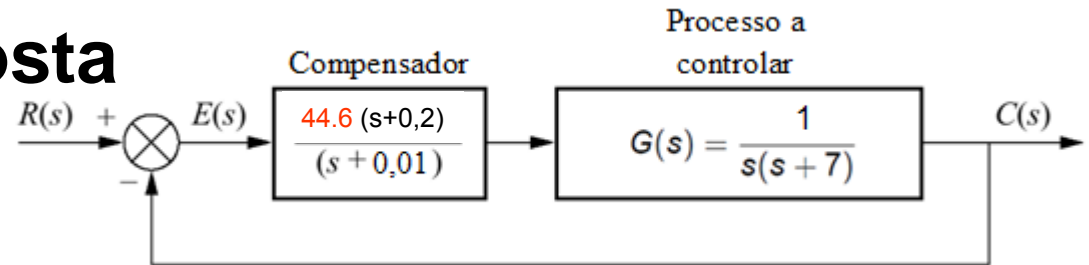 osta
Processo a
controlar
Compensador
R(s) + E(s) 44.6 (s+0,2) G(s) = 1 C(s)
(s + 0,01) s(s + 7)
−